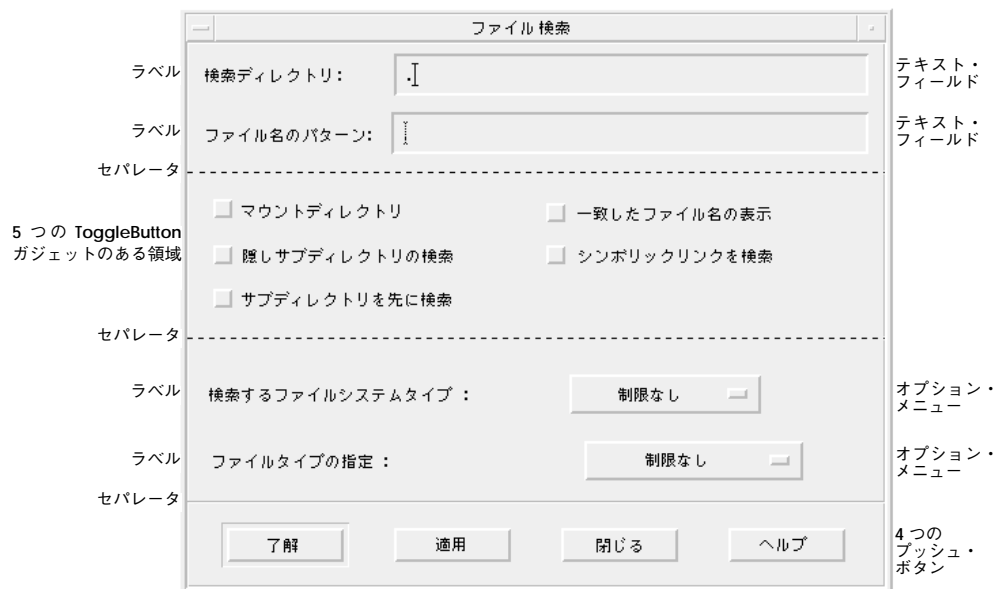 ファイル検索
ラベル
検索ディレクトリ:
.
テキスト・
フィールド
ラベル
ファイル名のパターン:
テキスト・
フィールド
セパレータ
5 つの ToggleButton
ガジェットのある領域
マウントディレクトリ
一致したファイル名の表示
隠しサブディレクトリの検索
シンボリックリンクを検索
サブディレクトリを先に検索
セパレータ
ラベル
検索するファイルシステムタイプ :
制限なし
オプション・
メニュー
ラベル
ファイルタイプの指定 :
制限なし
オプション・
メニュー
セパレータ
了解
適用
閉じる
ヘルプ
4 つの
プッシュ・
ボタン